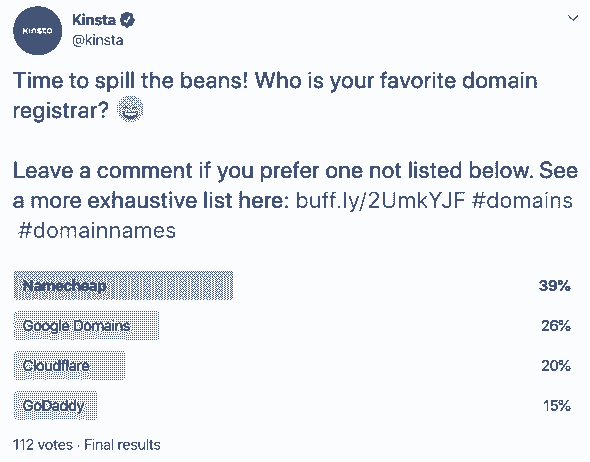 KINSTA
Kinsta
@kinsta
Time to spill the beans! Who is your favorite domain
registrar?
Leave a comment if you prefer one not listed below. See
a more exhaustive list here: buff.ly/2UmkYJF #domains
#domainnames
Namecheap 39%
Google Domains 26%
Cloudflare 20%
GoDaddy 15%
112 votes · Final results